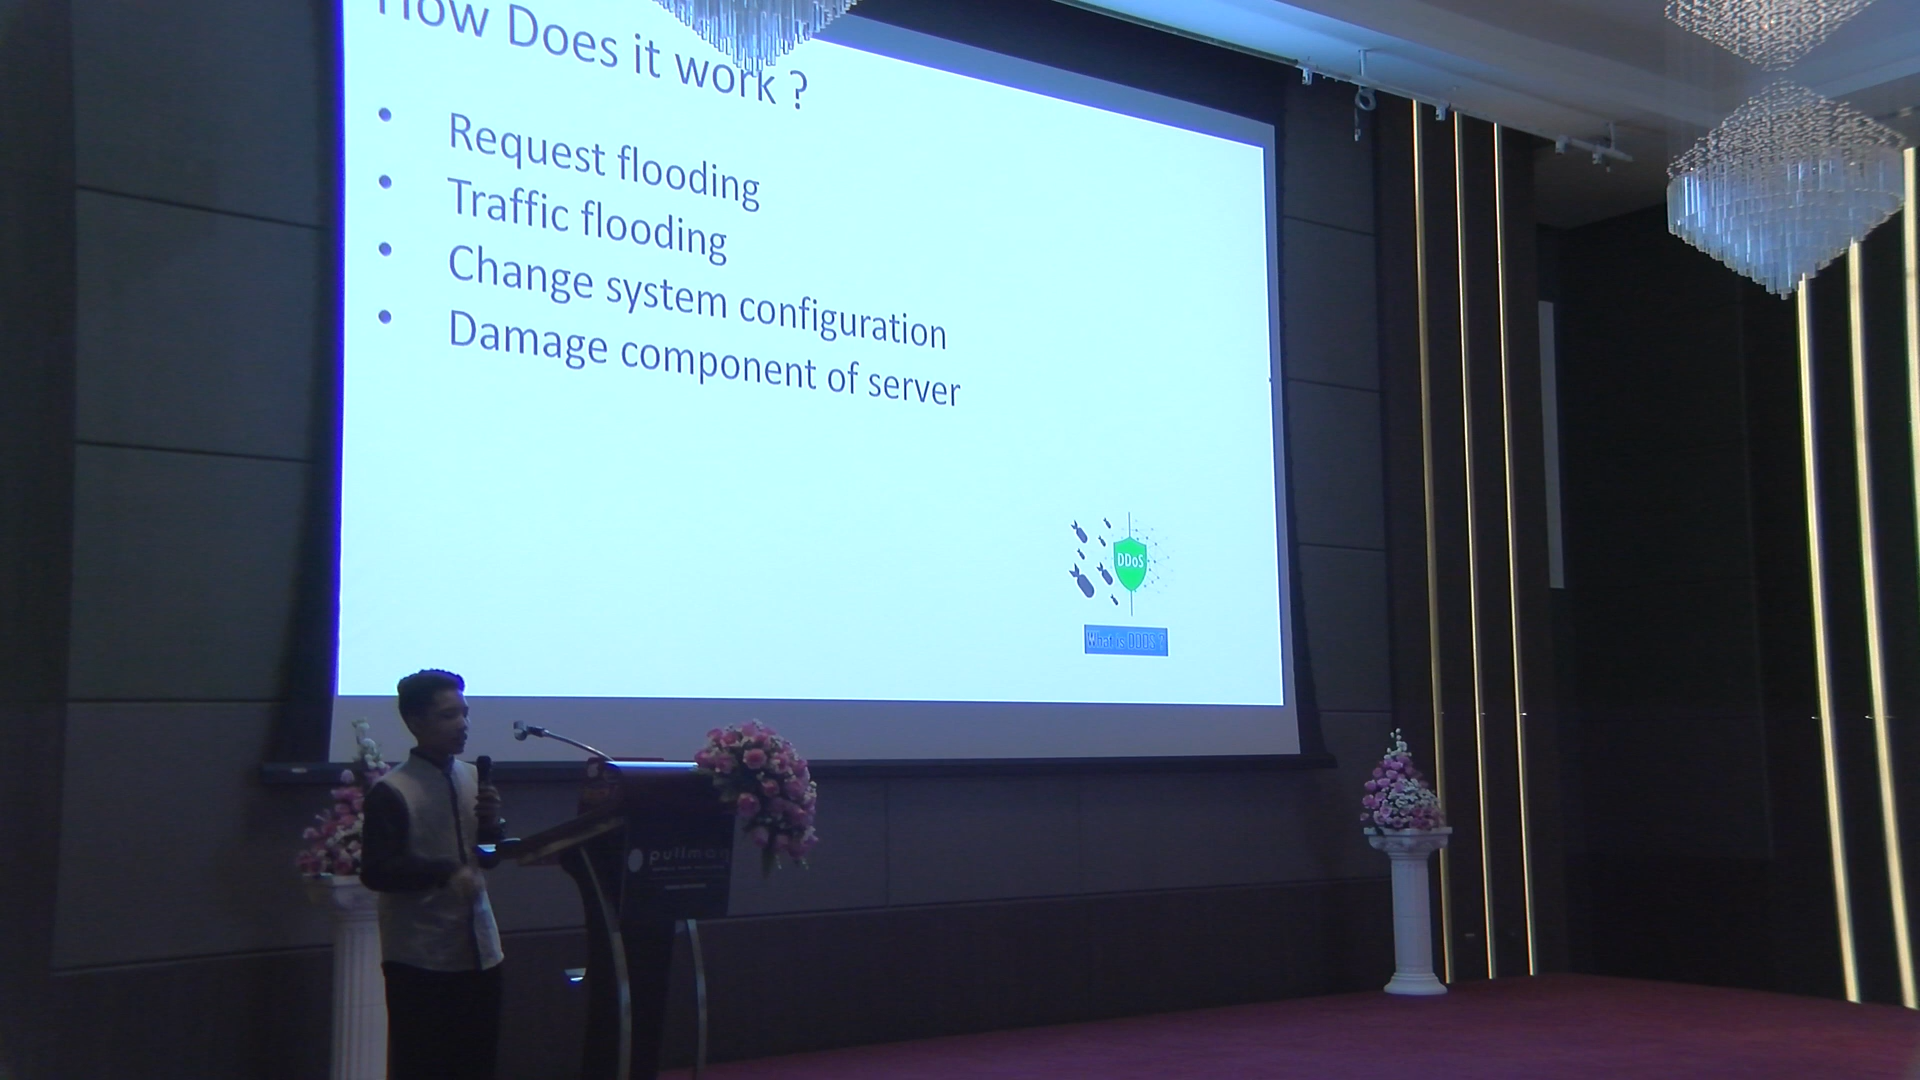 How Does it work ?
• Request flooding
• Traffic flooding
• Change system configuration
• Damage component of server
DDoS
What is DDOS ?
pullman